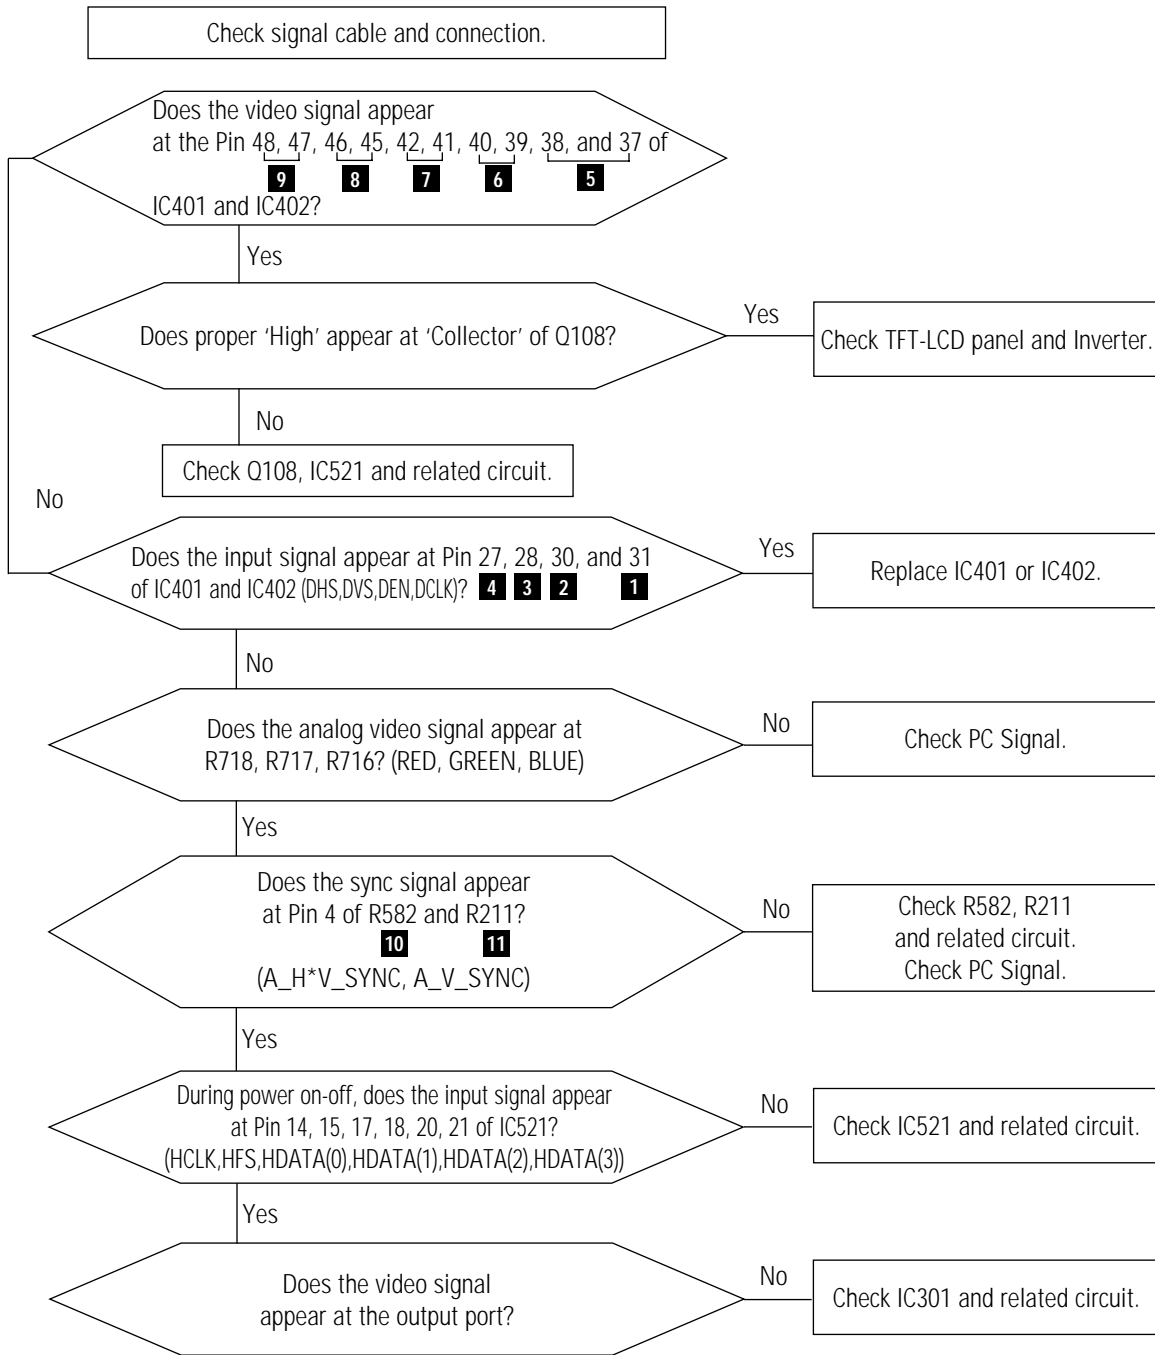 Check signal cable and connection.
Does the video signal appear
at the Pin 48, 47, 46, 45, 42, 41, 40, 39, 38, and 37 of
9 8 7 6 5
IC401 and IC402?
Yes
Does proper ‘High’ appear at ‘Collector’ of Q108?
Yes
Check TFT-LCD panel and Inverter.
No
Check Q108, IC521 and related circuit.
No
Does the input signal appear at Pin 27, 28, 30, and 31
of IC401 and IC402 (DHS,DVS,DEN,DCLK)? 4 3 2 1
Yes
Replace IC401 or IC402.
No
Does the analog video signal appear at
R718, R717, R716? (RED, GREEN, BLUE)
No
Check PC Signal.
Yes
Does the sync signal appear
at Pin 4 of R582 and R211?
10 11
(A_H*V_SYNC, A_V_SYNC)
No
Check R582, R211
and related circuit.
Check PC Signal.
Yes
During power on-off, does the input signal appear
at Pin 14, 15, 17, 18, 20, 21 of IC521?
(HCLK,HFS,HDATA(0),HDATA(1),HDATA(2),HDATA(3))
No
Check IC521 and related circuit.
Yes
Does the video signal
appear at the output port?
No
Check IC301 and related circuit.